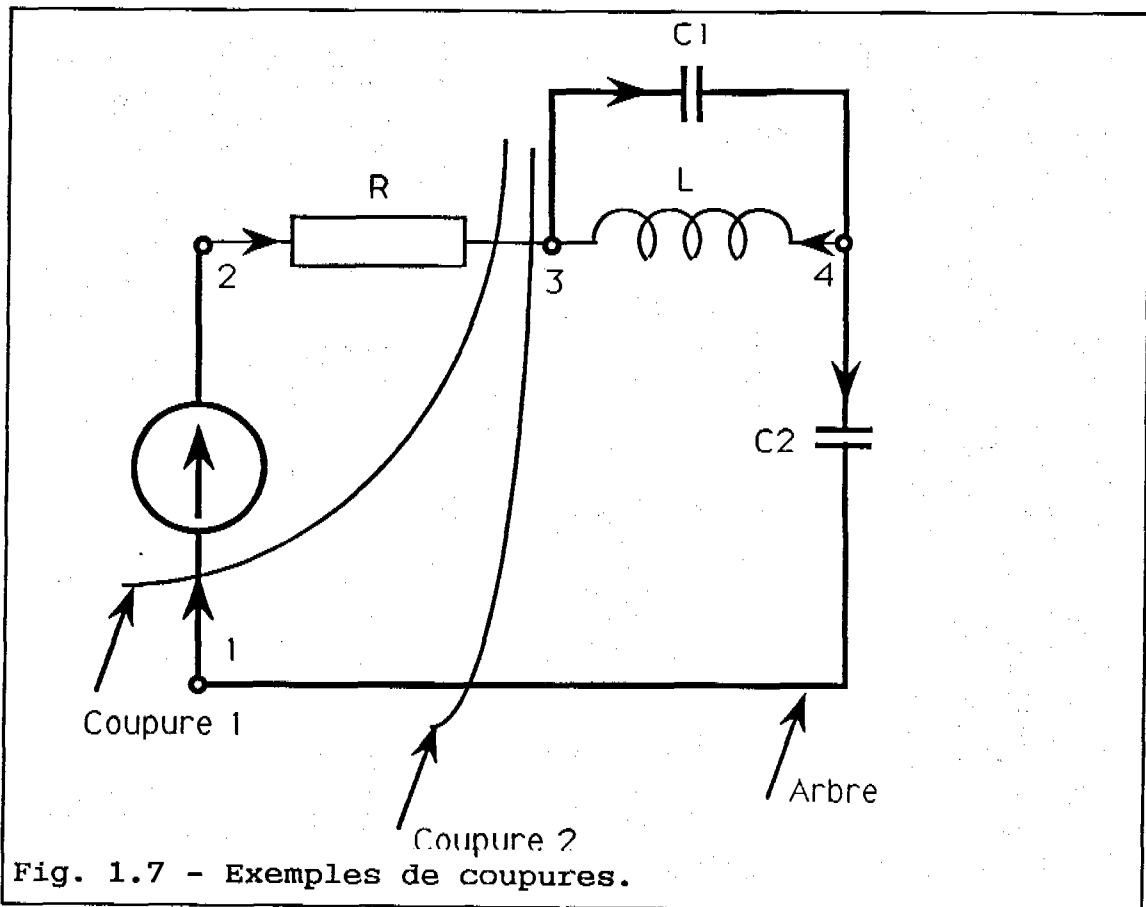 C1
R
L
2
3
4
C2
1
Coupure 1
Arbre
Coupure 2
Fig. 1.7 - Exemples de coupures.